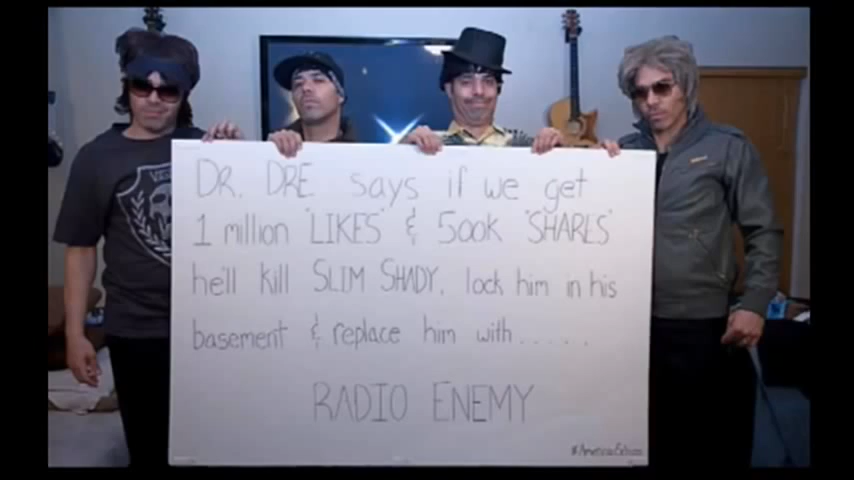 DR. DRE says if we get
1 million 'LIKES' & 500K 'SHARES'
he'll kill SLIM SHADY, lock him in his
basement & replace him with......
RADIO ENEMY